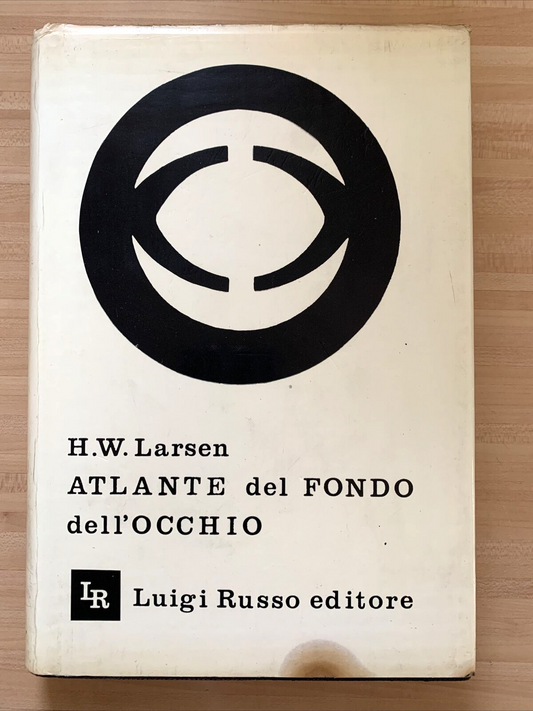 H.W. Larsen
ATLANTE del FONDO
dell'OCCHIO
LR Luigi Russo editore